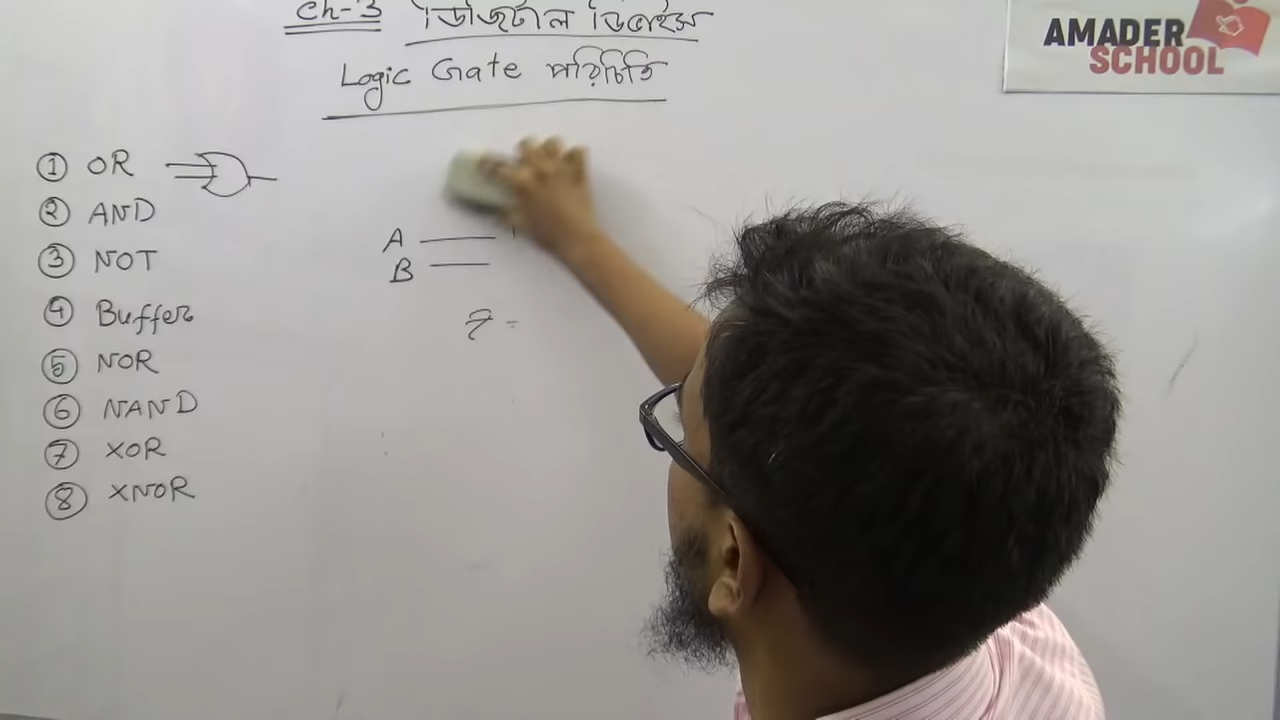 Ch-3 ডিজিটাল ডিভাইস
Logic Gate পরিচিতি
AMADER
SCHOOL
① OR
② AND
③ NOT
④ Buffer
⑤ NOR
⑥ NAND
⑦ XOR
⑧ XNOR
A
B